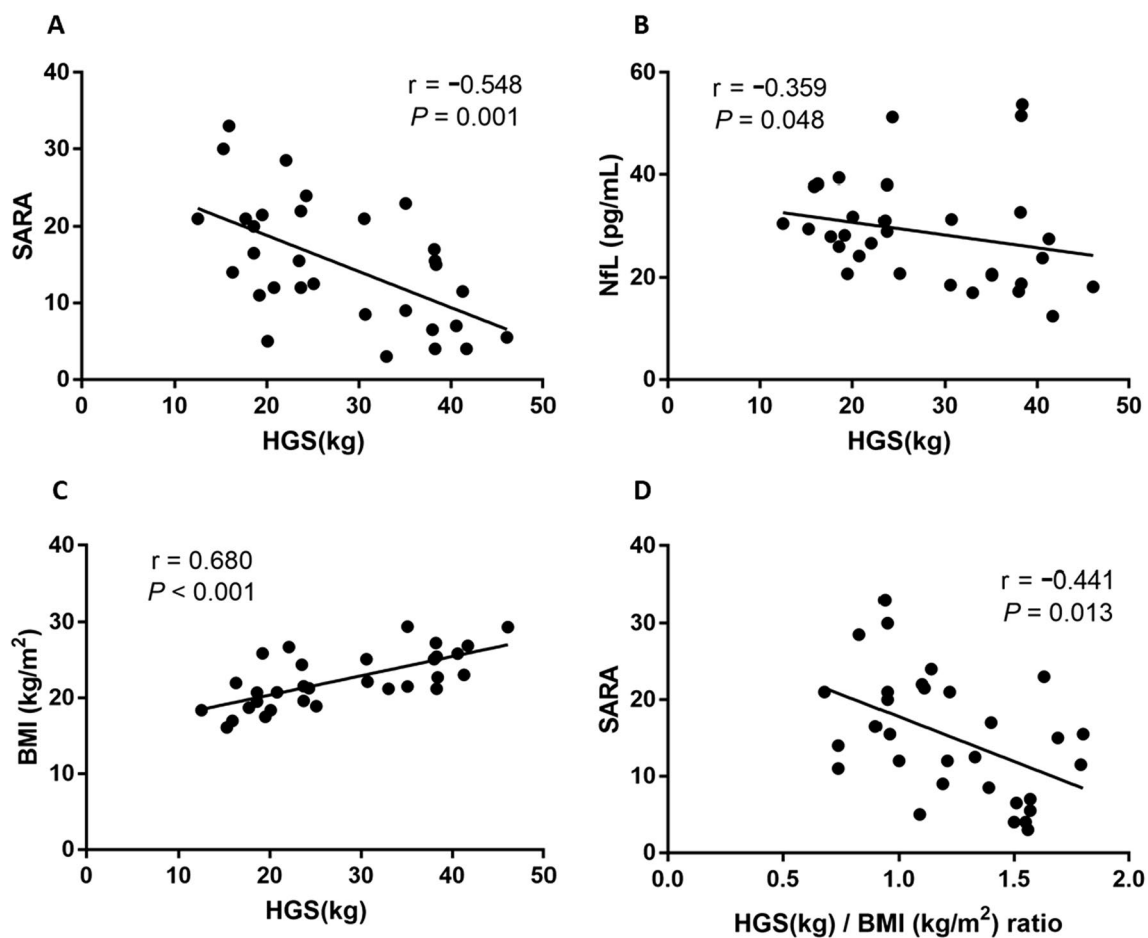 A
r = −0.548
P = 0.001
SARA
40
30
20
10
0
0 10 20 30 40 50
HGS(kg)
B
r = −0.359
P = 0.048
NfL (pg/mL)
60
40
20
0
0 10 20 30 40 50
HGS(kg)
C
r = 0.680
P < 0.001
BMI (kg/m²)
40
30
20
10
0
0 10 20 30 40 50
HGS(kg)
D
r = −0.441
P = 0.013
SARA
40
30
20
10
0
0.0 0.5 1.0 1.5 2.0
HGS(kg) / BMI (kg/m²) ratio